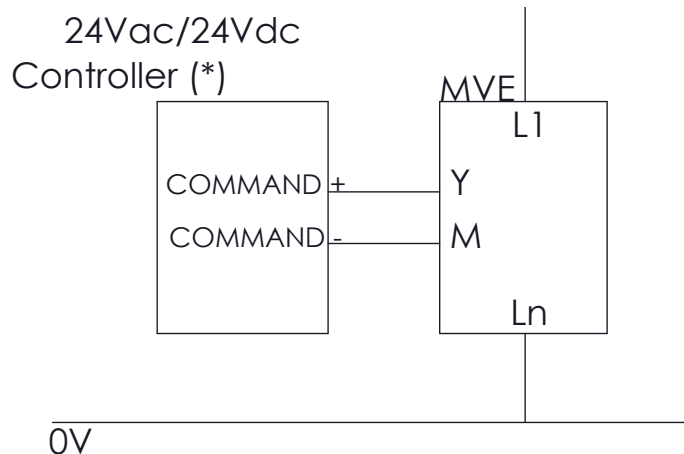 24Vac/24Vdc
Controller (*)
MVE
L1
COMMAND +
Y
COMMAND -
M
Ln
0V